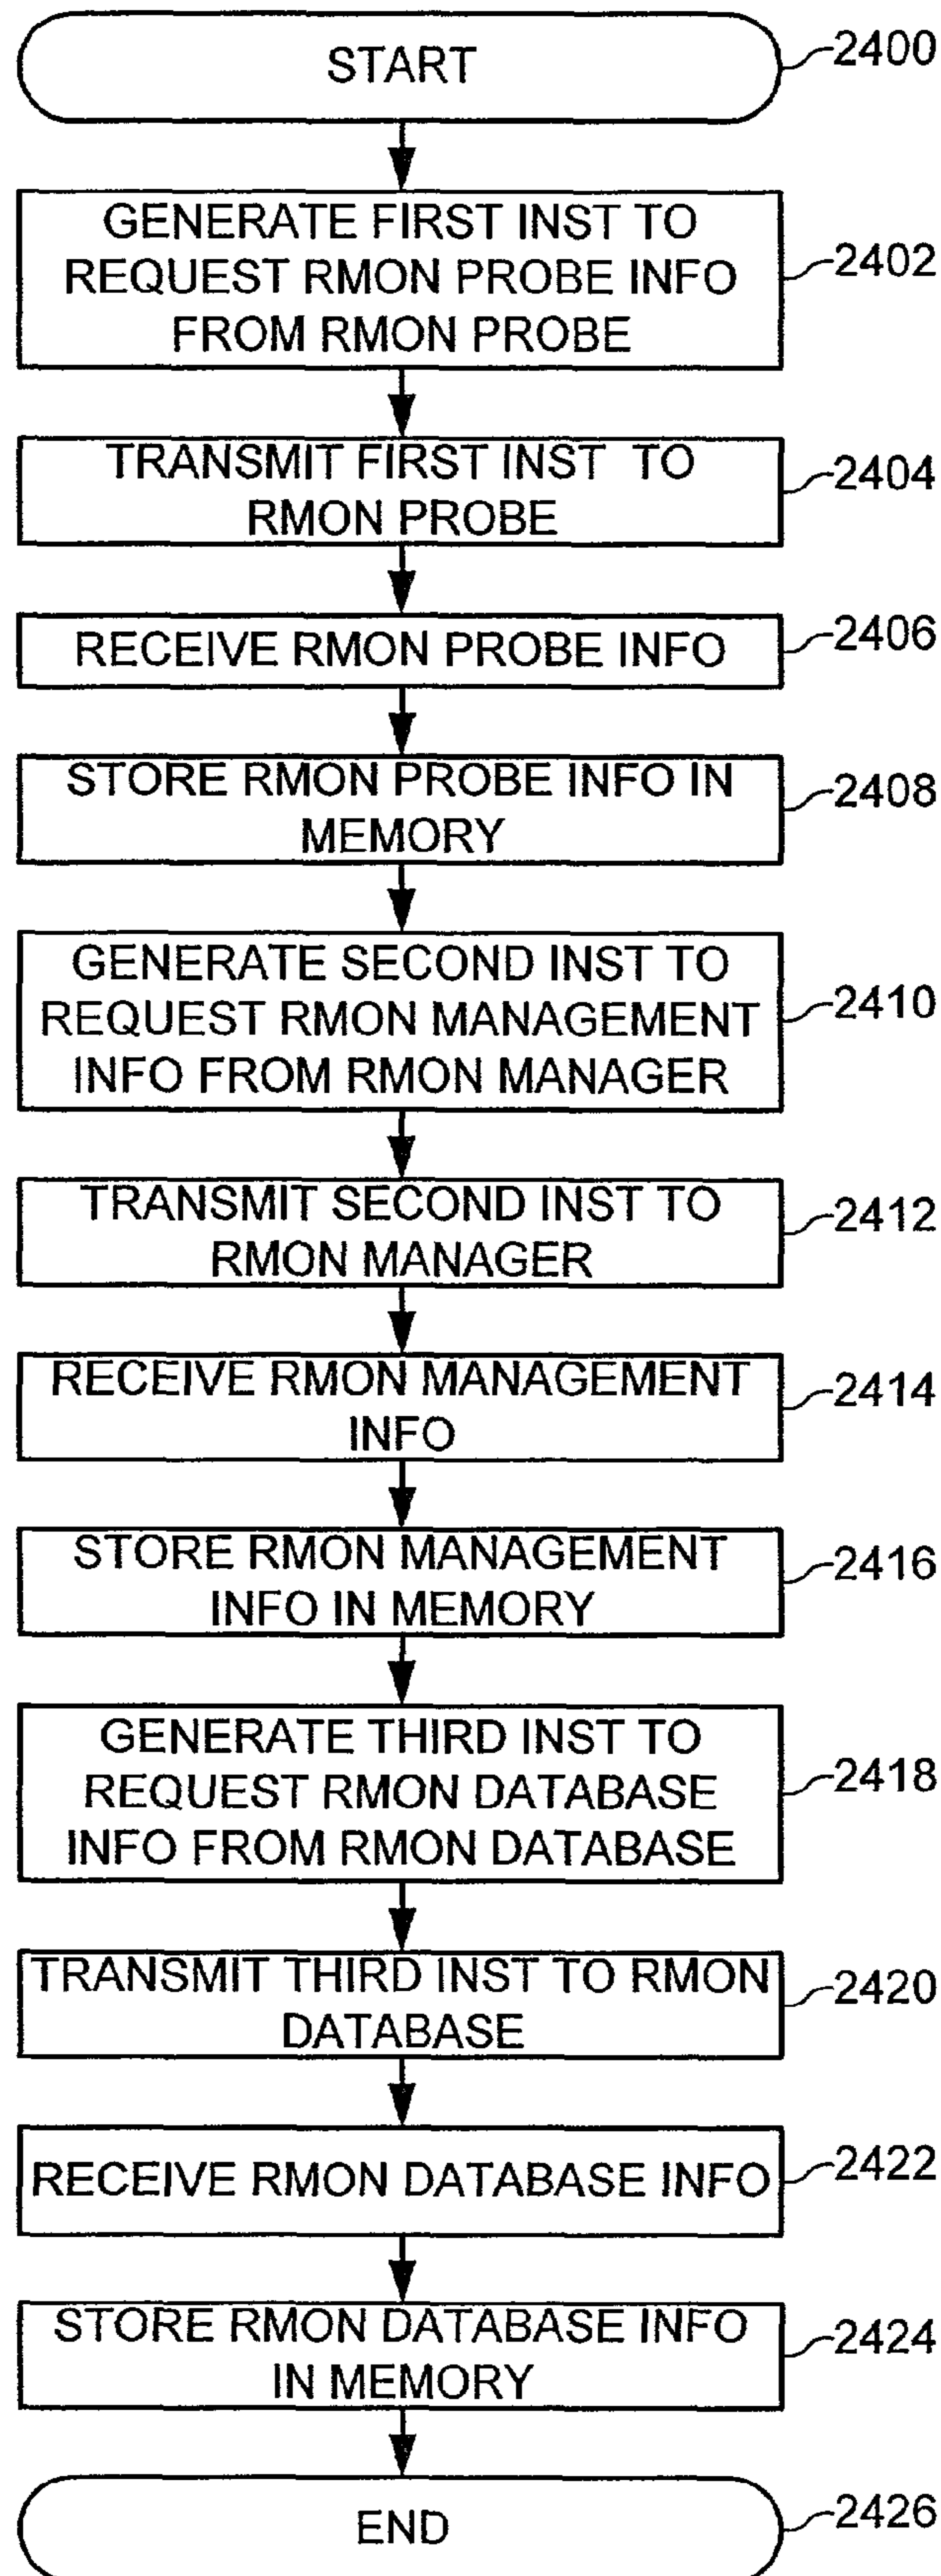 START
2400
GENERATE FIRST INST TO
REQUEST RMON PROBE INFO
FROM RMON PROBE
2402
TRANSMIT FIRST INST TO
RMON PROBE
2404
RECEIVE RMON PROBE INFO
2406
STORE RMON PROBE INFO IN
MEMORY
2408
GENERATE SECOND INST TO
REQUEST RMON MANAGEMENT
INFO FROM RMON MANAGER
2410
TRANSMIT SECOND INST TO
RMON MANAGER
2412
RECEIVE RMON MANAGEMENT
INFO
2414
STORE RMON MANAGEMENT
INFO IN MEMORY
2416
GENERATE THIRD INST TO
REQUEST RMON DATABASE
INFO FROM RMON DATABASE
2418
TRANSMIT THIRD INST TO RMON
DATABASE
2420
RECEIVE RMON DATABASE INFO
2422
STORE RMON DATABASE INFO
IN MEMORY
2424
END
2426